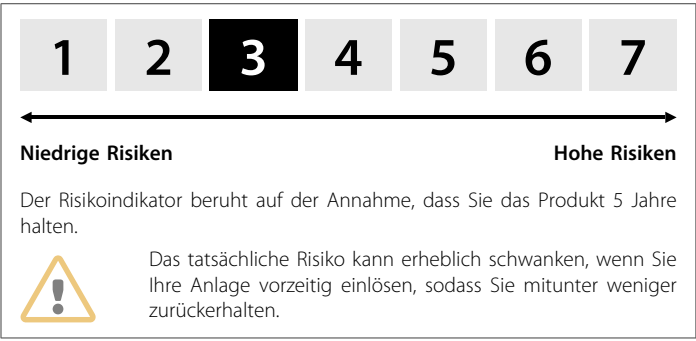 1 2 3 4 5 6 7
Niedrige Risiken Hohe Risiken
Der Risikoindikator beruht auf der Annahme, dass Sie das Produkt 5 Jahre
halten.
Das tatsächliche Risiko kann erheblich schwanken, wenn Sie
Ihre Anlage vorzeitig einlösen, sodass Sie mitunter weniger
zurückerhalten.